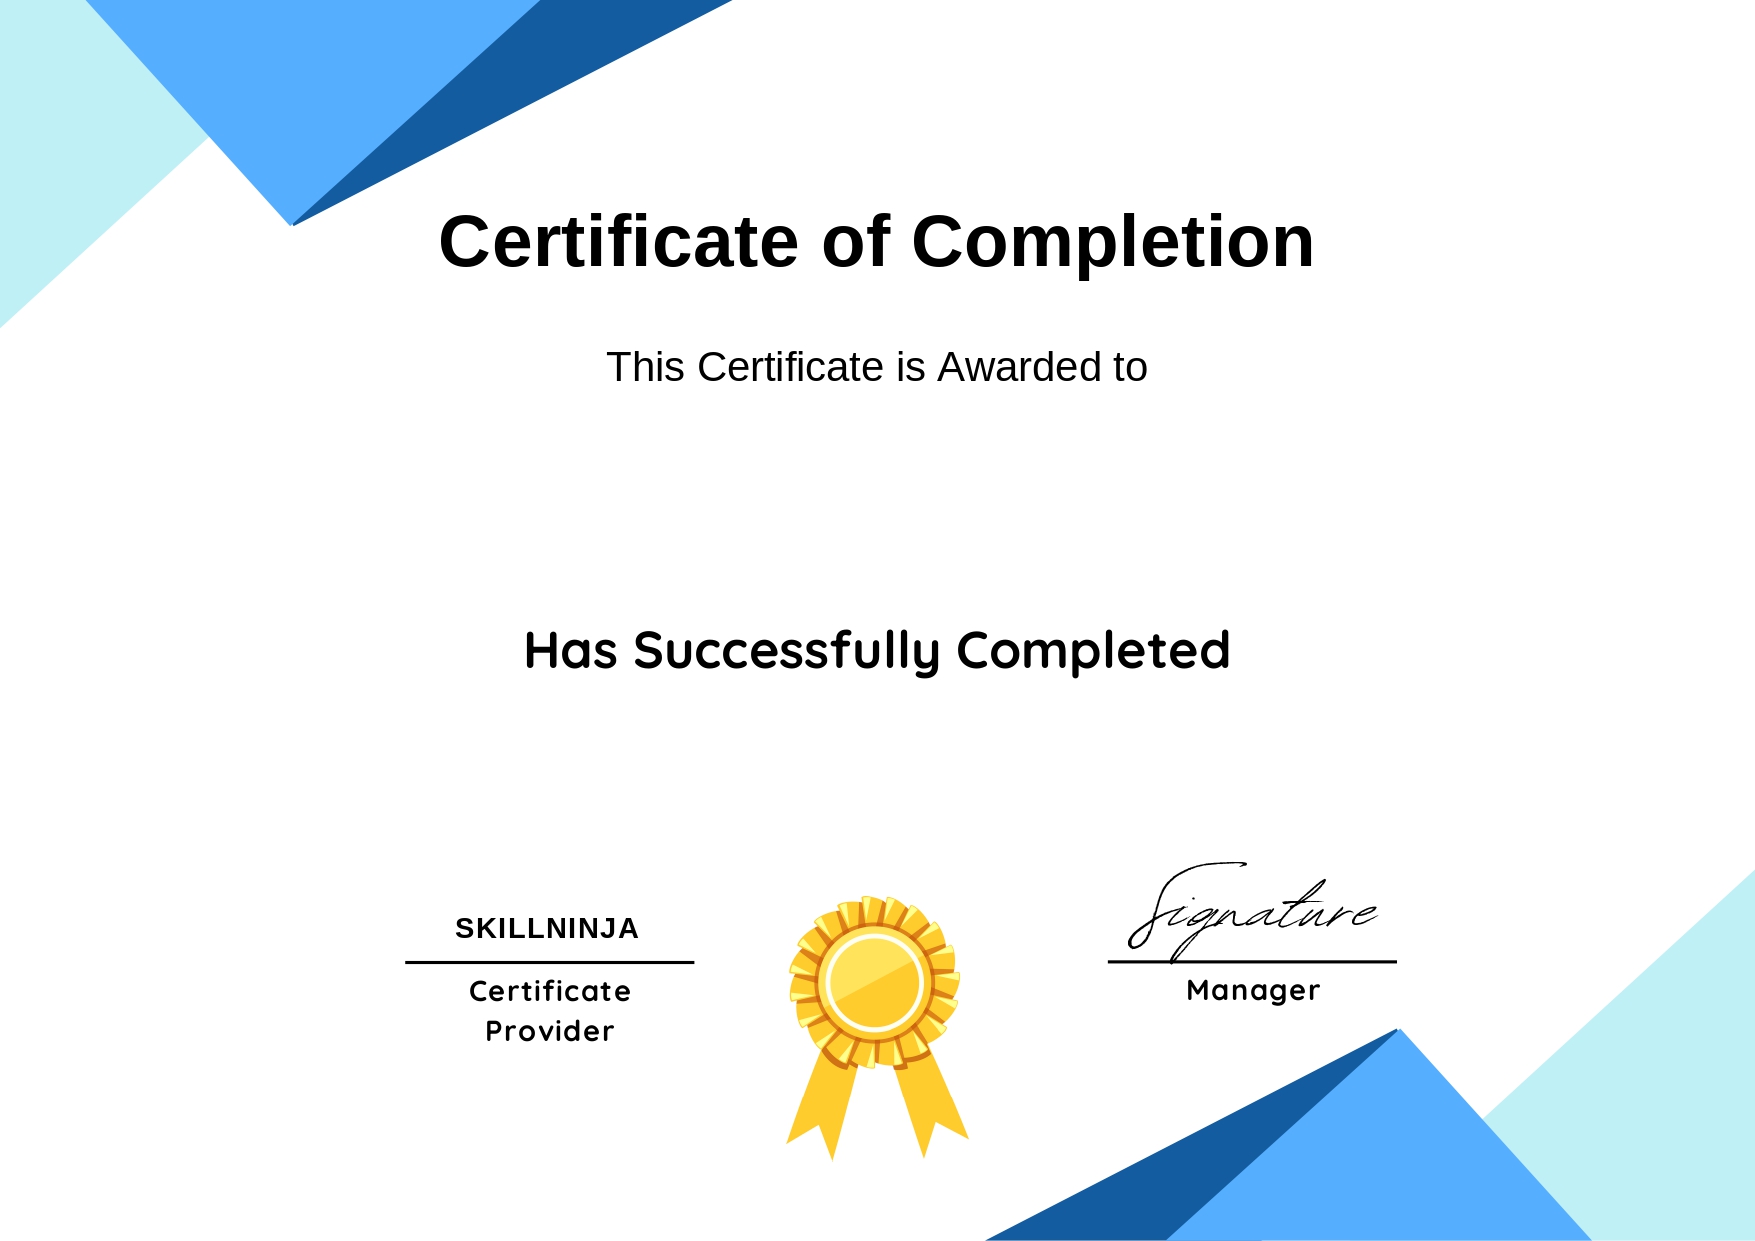 Certificate of Completion
This Certificate is Awarded to
Has Successfully Completed
SKILLNINJA
Certificate
Provider
Signature
Manager